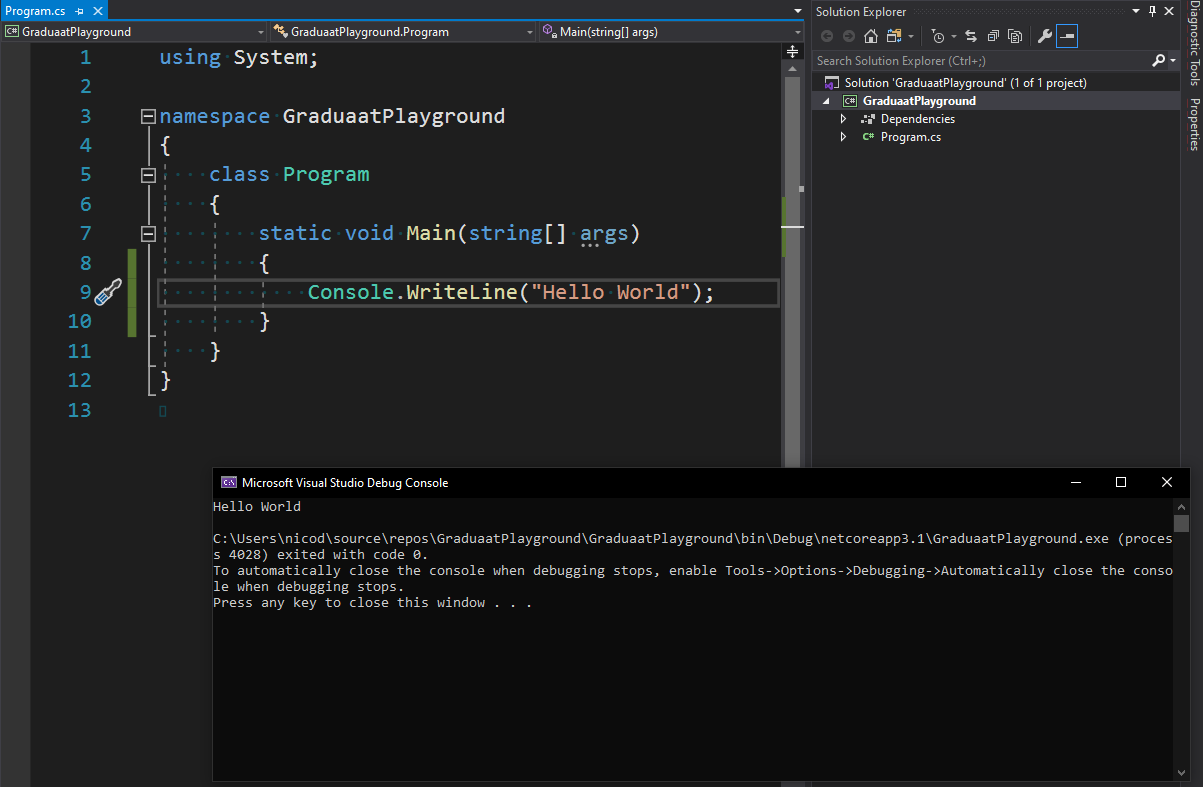 Program.cs
GraduaatPlayground
GraduaatPlayground.Program
Main(string[] args)
1 using System;
2
3 namespace GraduaatPlayground
4 {
5 class Program
6 {
7 static void Main(string[] args)
8 {
9 Console.WriteLine("Hello World");
10 }
11 }
12 }
13
Solution Explorer
Search Solution Explorer (Ctrl+;)
Solution 'GraduaatPlayground' (1 of 1 project)
C# GraduaatPlayground
Dependencies
C# Program.cs
Diagnostic Tools
Properties
Microsoft Visual Studio Debug Console
Hello World
C:\Users\nicod\source\repos\GraduaatPlayground\GraduaatPlayground\bin\Debug\netcoreapp3.1\GraduaatPlayground.exe (proces
s 4028) exited with code 0.
To automatically close the console when debugging stops, enable Tools->Options->Debugging->Automatically close the conso
le when debugging stops.
Press any key to close this window . . .